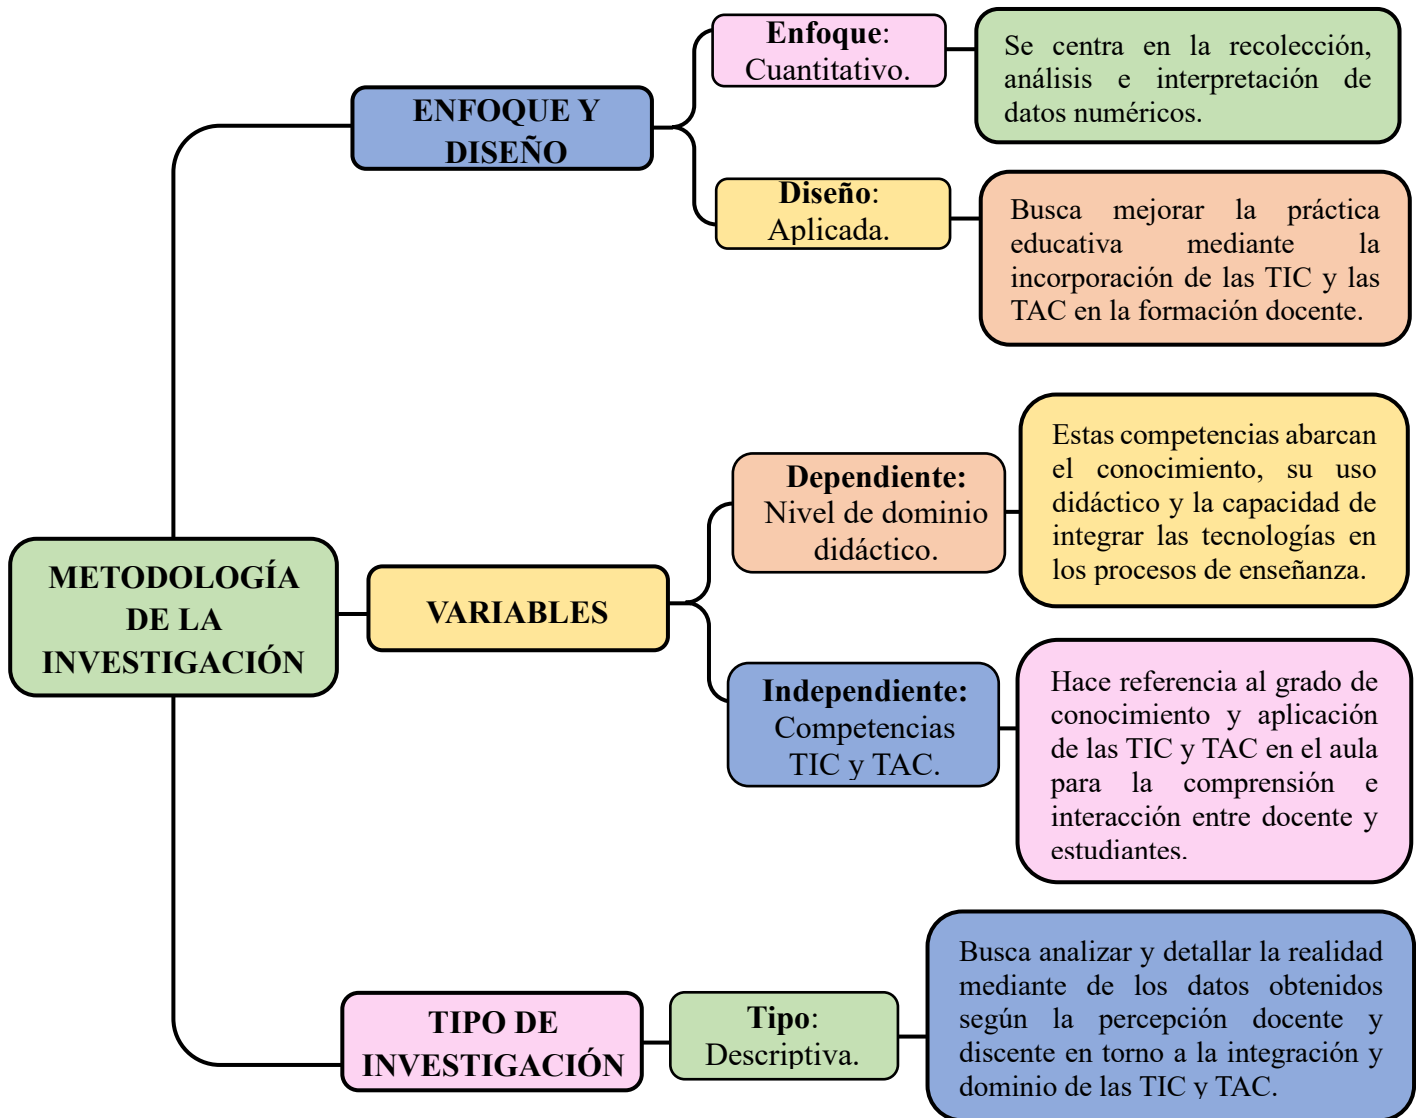 METODOLOGÍA
DE LA
INVESTIGACIÓN
ENFOQUE Y
DISEÑO
Enfoque:
Cuantitativo.
Se centra en la recolección,
análisis e interpretación de
datos numéricos.
Diseño:
Aplicada.
Busca mejorar la práctica
educativa mediante la
incorporación de las TIC y las
TAC en la formación docente.
VARIABLES
Dependiente:
Nivel de dominio
didáctico.
Estas competencias abarcan
el conocimiento, su uso
didáctico y la capacidad de
integrar las tecnologías en
los procesos de enseñanza.
Independiente:
Competencias
TIC y TAC.
Hace referencia al grado de
conocimiento y aplicación
de las TIC y TAC en el aula
para la comprensión e
interacción entre docente y
estudiantes.
TIPO DE
INVESTIGACIÓN
Tipo:
Descriptiva.
Busca analizar y detallar la realidad
mediante de los datos obtenidos
según la percepción docente y
discente en torno a la integración y
dominio de las TIC y TAC.